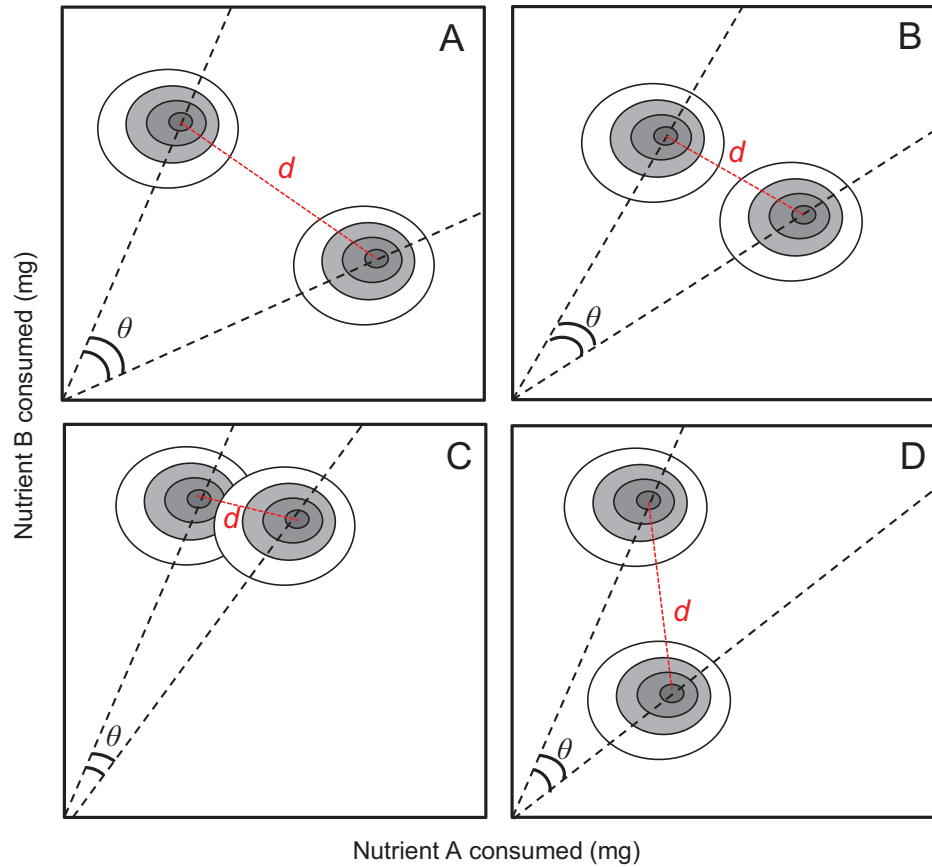 A
B
d
d
θ
θ
Nutrient B consumed (mg)
C
D
d
d
θ
θ
Nutrient A consumed (mg)